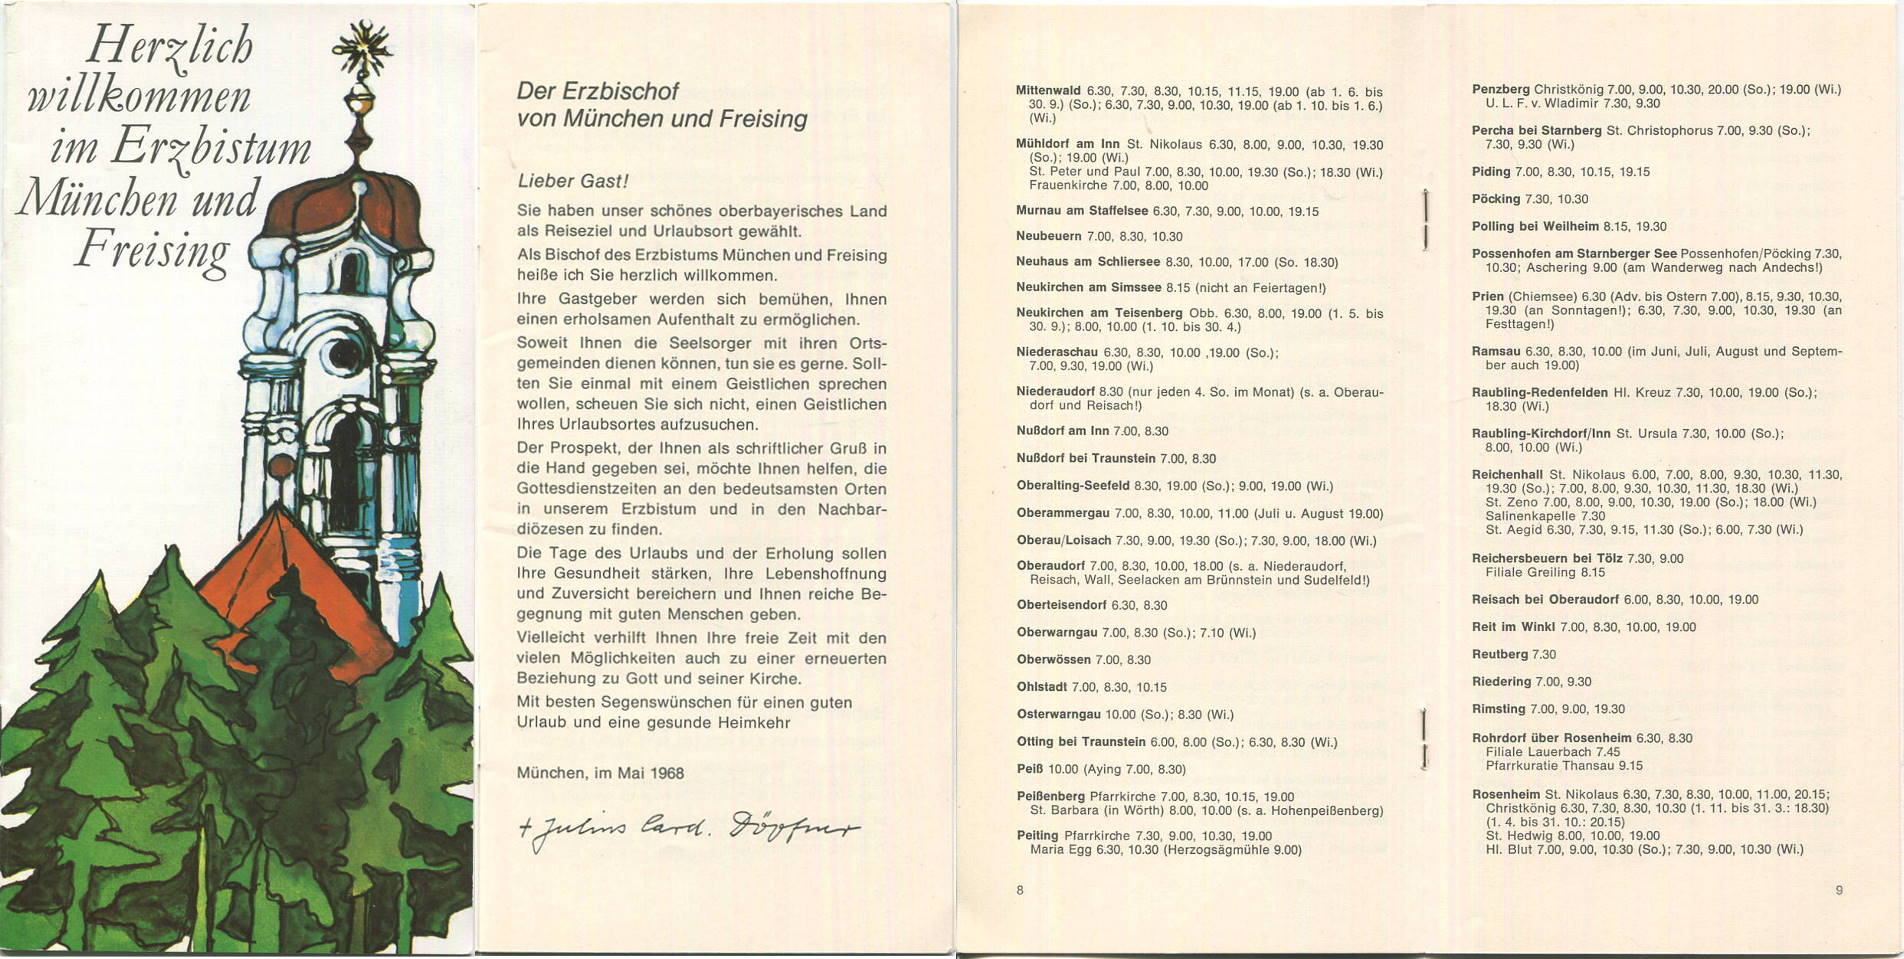 Herzlich
willkommen
im Erzbistum
München und
Freising
Der Erzbischof
von München und Freising
Lieber Gast!
Sie haben unser schönes oberbayerisches Land
als Reiseziel und Urlaubsort gewählt.
Als Bischof des Erzbistums München und Freising
heiße ich Sie herzlich willkommen.
Ihre Gastgeber werden sich bemühen, Ihnen
einen erholsamen Aufenthalt zu ermöglichen.
Soweit Ihnen die Seelsorger mit ihren Orts-
gemeinden dienen können, tun sie es gerne. Soll-
ten Sie einmal mit einem Geistlichen sprechen
wollen, scheuen Sie sich nicht, einen Geistlichen
Ihres Urlaubsortes aufzusuchen.
Der Prospekt, der Ihnen als schriftlicher Gruß in
die Hand gegeben sei, möchte Ihnen helfen, die
Gottesdienstzeiten an den bedeutsamsten Orten
in unserem Erzbistum und in den Nachbar-
diözesen zu finden.
Die Tage des Urlaubs und der Erholung sollen
Ihre Gesundheit stärken, Ihre Lebenshoffnung
und Zuversicht bereichern und Ihnen reiche Be-
gegnung mit guten Menschen geben.
Vielleicht verhilft Ihnen Ihre freie Zeit mit den
vielen Möglichkeiten auch zu einer erneuerten
Beziehung zu Gott und seiner Kirche.
Mit besten Segenswünschen für einen guten
Urlaub und eine gesunde Heimkehr
München, im Mai 1968
+ Julius Card. Döpfner
Mittenwald 6.30, 7.30, 8.30, 10.15, 11.15, 19.00 (ab 1. 6. bis
30. 9.) (So.); 6.30, 7.30, 9.00, 10.30, 19.00 (ab 1. 10. bis 1. 6.)
(Wi.)
Mühldorf am Inn St. Nikolaus 6.30, 8.00, 9.00, 10.30, 19.30
(So.); 19.00 (Wi.)
St. Peter und Paul 7.00, 8.30, 10.00, 19.30 (So.); 18.30 (Wi.)
Frauenkirche 7.00, 8.00, 10.00
Murnau am Staffelsee 6.30, 7.30, 9.00, 10.00, 19.15
Neubeuern 7.00, 8.30, 10.30
Neuhaus am Schliersee 8.30, 10.00, 17.00 (So. 18.30)
Neukirchen am Simssee 8.15 (nicht an Feiertagen!)
Neukirchen am Teisenberg Obb. 6.30, 8.00, 19.00 (1. 5. bis
30. 9.); 8.00, 10.00 (1. 10. bis 30. 4.)
Niederaschau 6.30, 8.30, 10.00 ,19.00 (So.);
7.00, 9.30, 19.00 (Wi.)
Niederaudorf 8.30 (nur jeden 4. So. im Monat) (s. a. Oberau-
dorf und Reisach!)
Nußdorf am Inn 7.00, 8.30
Nußdorf bei Traunstein 7.00, 8.30
Oberalting-Seefeld 8.30, 19.00 (So.); 9.00, 19.00 (Wi.)
Oberammergau 7.00, 8.30, 10.00, 11.00 (Juli u. August 19.00)
Oberau/Loisach 7.30, 9.00, 19.30 (So.); 7.30, 9.00, 18.00 (Wi.)
Oberaudorf 7.00, 8.30, 10.00, 18.00 (s. a. Niederaudorf,
Reisach, Wall, Seelacken am Brünnstein und Sudelfeld!)
Oberteisendorf 6.30, 8.30
Oberwarngau 7.00, 8.30 (So.); 7.10 (Wi.)
Oberwössen 7.00, 8.30
Ohlstadt 7.00, 8.30, 10.15
Osterwarngau 10.00 (So.); 8.30 (Wi.)
Otting bei Traunstein 6.00, 8.00 (So.); 6.30, 8.30 (Wi.)
Peiß 10.00 (Aying 7.00, 8.30)
Peißenberg Pfarrkirche 7.00, 8.30, 10.15, 19.00
St. Barbara (in Wörth) 8.00, 10.00 (s. a. Hohenpeißenberg)
Peiting Pfarrkirche 7.30, 9.00, 10.30, 19.00
Maria Egg 6.30, 10.30 (Herzogsägmühle 9.00)
8
Penzberg Christkönig 7.00, 9.00, 10.30, 20.00 (So.); 19.00 (Wi.)
U. L. F. v. Wladimir 7.30, 9.30
Percha bei Starnberg St. Christophorus 7.00, 9.30 (So.);
7.30, 9.30 (Wi.)
Piding 7.00, 8.30, 10.15, 19.15
Pöcking 7.30, 10.30
Polling bei Weilheim 8.15, 19.30
Possenhofen am Starnberger See Possenhofen/Pöcking 7.30,
10.30; Aschering 9.00 (am Wanderweg nach Andechs!)
Prien (Chiemsee) 6.30 (Adv. bis Ostern 7.00), 8.15, 9.30, 10.30,
19.30 (an Sonntagen!); 6.30, 7.30, 9.00, 10.30, 19.30 (an
Festtagen!)
Ramsau 6.30, 8.30, 10.00 (im Juni, Juli, August und Septem-
ber auch 19.00)
Raubling-Redenfelden Hl. Kreuz 7.30, 10.00, 19.00 (So.);
18.30 (Wi.)
Raubling-Kirchdorf/Inn St. Ursula 7.30, 10.00 (So.);
8.00, 10.00 (Wi.)
Reichenhall St. Nikolaus 6.00, 7.00, 8.00, 9.30, 10.30, 11.30,
19.30 (So.); 7.00, 8.00, 9.30, 10.30, 11.30, 18.30 (Wi.)
St. Zeno 7.00, 8.00, 9.00, 10.30, 19.00 (So.); 18.00 (Wi.)
Salinenkapelle 7.30
St. Aegid 6.30, 7.30, 9.15, 11.30 (So.); 6.00, 7.30 (Wi.)
Reichersbeuern bei Tölz 7.30, 9.00
Filiale Greiling 8.15
Reisach bei Oberaudorf 6.00, 8.30, 10.00, 19.00
Reit im Winkl 7.00, 8.30, 10.00, 19.00
Reutberg 7.30
Riedering 7.00, 9.30
Rimsting 7.00, 9.00, 19.30
Rohrdorf über Rosenheim 6.30, 8.30
Filiale Lauerbach 7.45
Pfarrkuratie Thansau 9.15
Rosenheim St. Nikolaus 6.30, 7.30, 8.30, 10.00, 11.00, 20.15;
Christkönig 6.30, 7.30, 8.30, 10.30 (1. 11. bis 31. 3.: 18.30)
(1. 4. bis 31. 10.: 20.15)
St. Hedwig 8.00, 10.00, 19.00
Hl. Blut 7.00, 9.00, 10.30 (So.); 7.30, 9.00, 10.30 (Wi.)
9